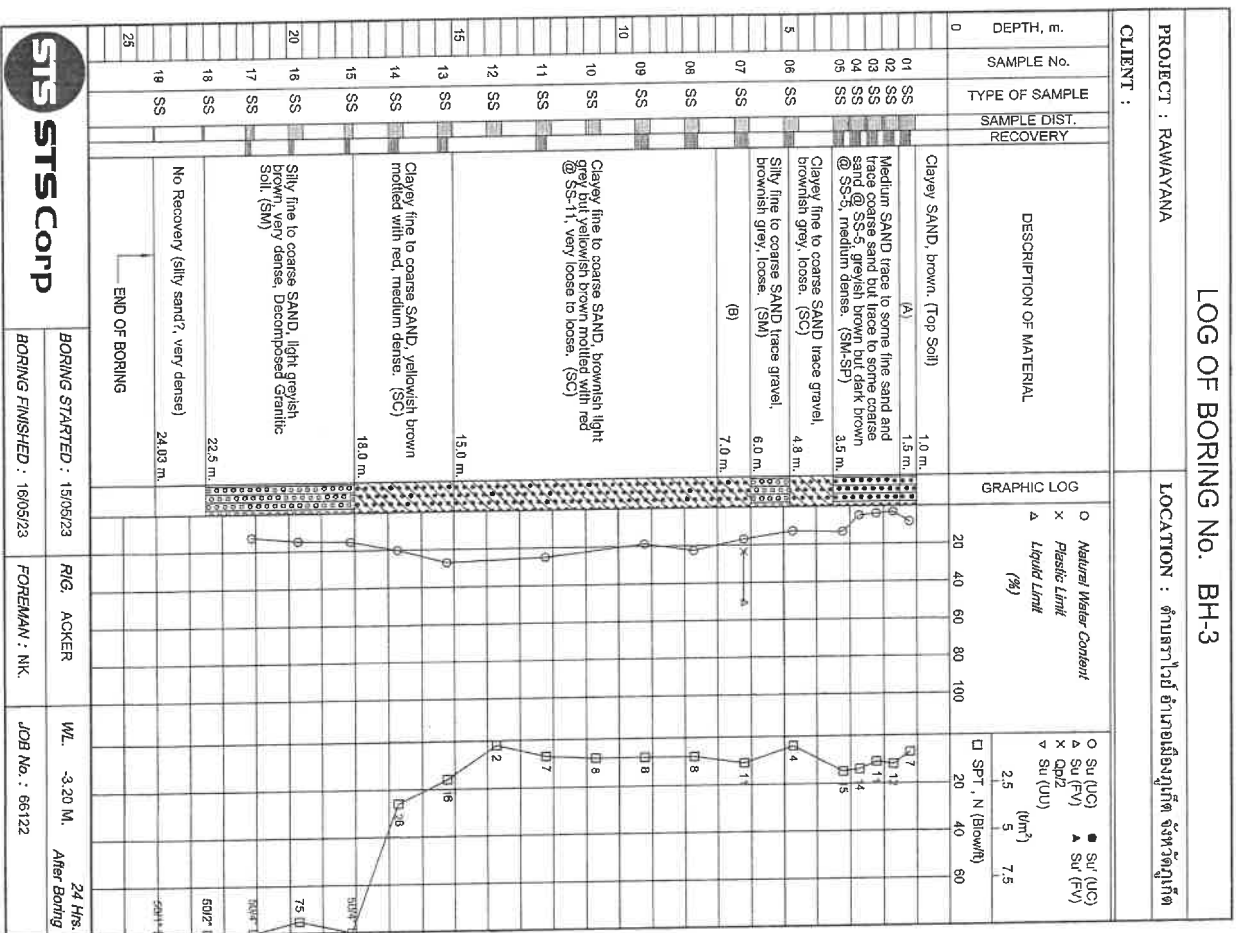 LOG OF BORING No. BH-3
PROJECT : RAWAYANA
LOCATION : ตำบลราไวย์ อำเภอเมืองภูเก็ต จังหวัดภูเก็ต
CLIENT :
DEPTH, m.
SAMPLE No.
TYPE OF SAMPLE
SAMPLE DIST.
RECOVERY
DESCRIPTION OF MATERIAL
GRAPHIC LOG
O Natural Water Content
× Plastic Limit
△ Liquid Limit
(%)
20 40 60 80 100
O Su (UC) ● Su' (UC)
△ Su (FV) ▲ Su' (FV)
× Qp/2
▽ Su (UU)
(t/m²)
2.5 5 7.5
□ SPT , N (Blow/ft)
20 40 60
0
Clayey SAND, brown. (Top Soil)
1.0 m.
01 SS
(A)
1.5 m.
7
02 SS
12
03 SS
11
04 SS
14
05 SS
15
Medium SAND trace to some fine sand and
trace coarse sand but trace to some coarse
sand @ SS-5, greyish brown but dark brown
@ SS-5, medium dense. (SM-SP)
3.5 m.
5
06 SS
4
Clayey fine to coarse SAND trace gravel,
brownish grey, loose. (SC)
4.8 m.
Silty fine to coarse SAND trace gravel,
brownish grey, loose. (SM)
6.0 m.
07 SS
11
(B)
7.0 m.
08 SS
8
09 SS
8
10
10 SS
8
11 SS
7
12 SS
2
Clayey fine to coarse SAND, brownish light
grey but yellowish brown mottled with red
@ SS-11, very loose to loose. (SC)
15.0 m.
15
13 SS
16
14 SS
26
Clayey fine to coarse SAND, yellowish brown
mottled with red, medium dense. (SC)
18.0 m.
15 SS
50/4"
20
16 SS
75
17 SS
50/4"
Silty fine to coarse SAND, light greyish
brown, very dense, Decomposed Granitic
Soil. (SM)
22.5 m.
18 SS
50/2"
19 SS
50/1"
No Recovery (silty sand?, very dense)
24.03 m.
25
END OF BORING
STS STSCorp
BORING STARTED : 15/05/23
RIG. ACKER
WL. -3.20 M.
24 Hrs.
After Boring
BORING FINISHED : 16/05/23
FOREMAN : NK.
JOB No. : 66122